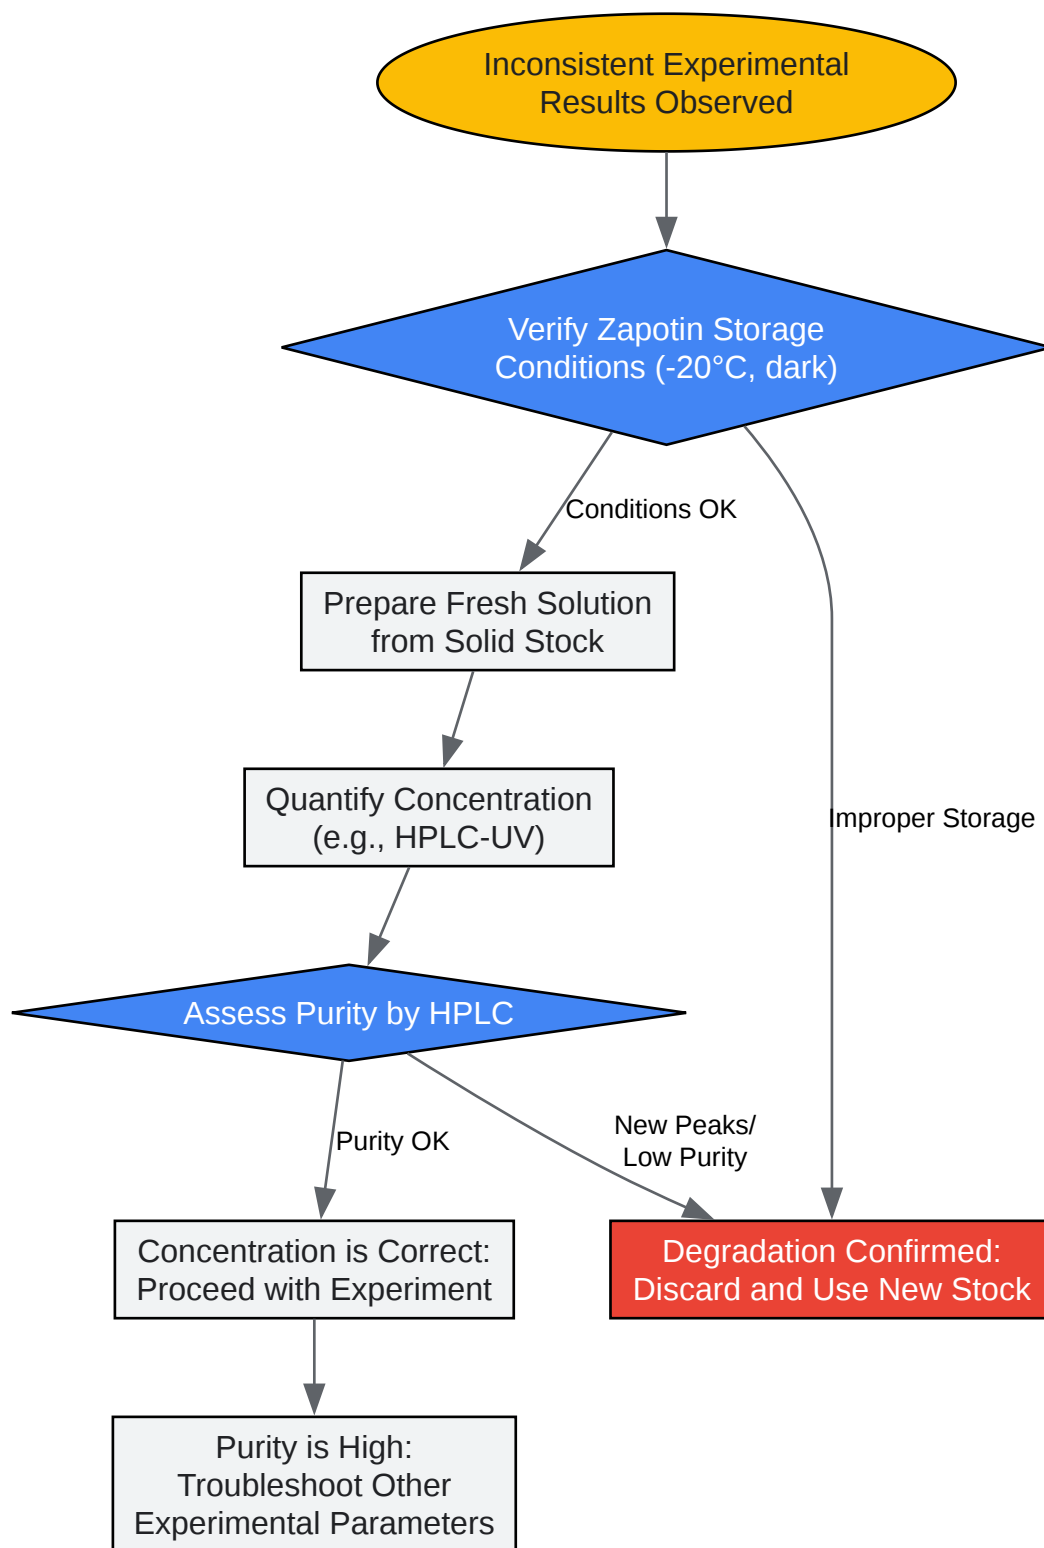 Inconsistent Experimental
Results Observed
Verify Zapotin Storage
Conditions (-20°C, dark)
Conditions OK
Prepare Fresh Solution
from Solid Stock
Quantify Concentration
(e.g., HPLC-UV)
Improper Storage
Assess Purity by HPLC
Purity OK
New Peaks/
Low Purity
Concentration is Correct:
Proceed with Experiment
Degradation Confirmed:
Discard and Use New Stock
Purity is High:
Troubleshoot Other
Experimental Parameters